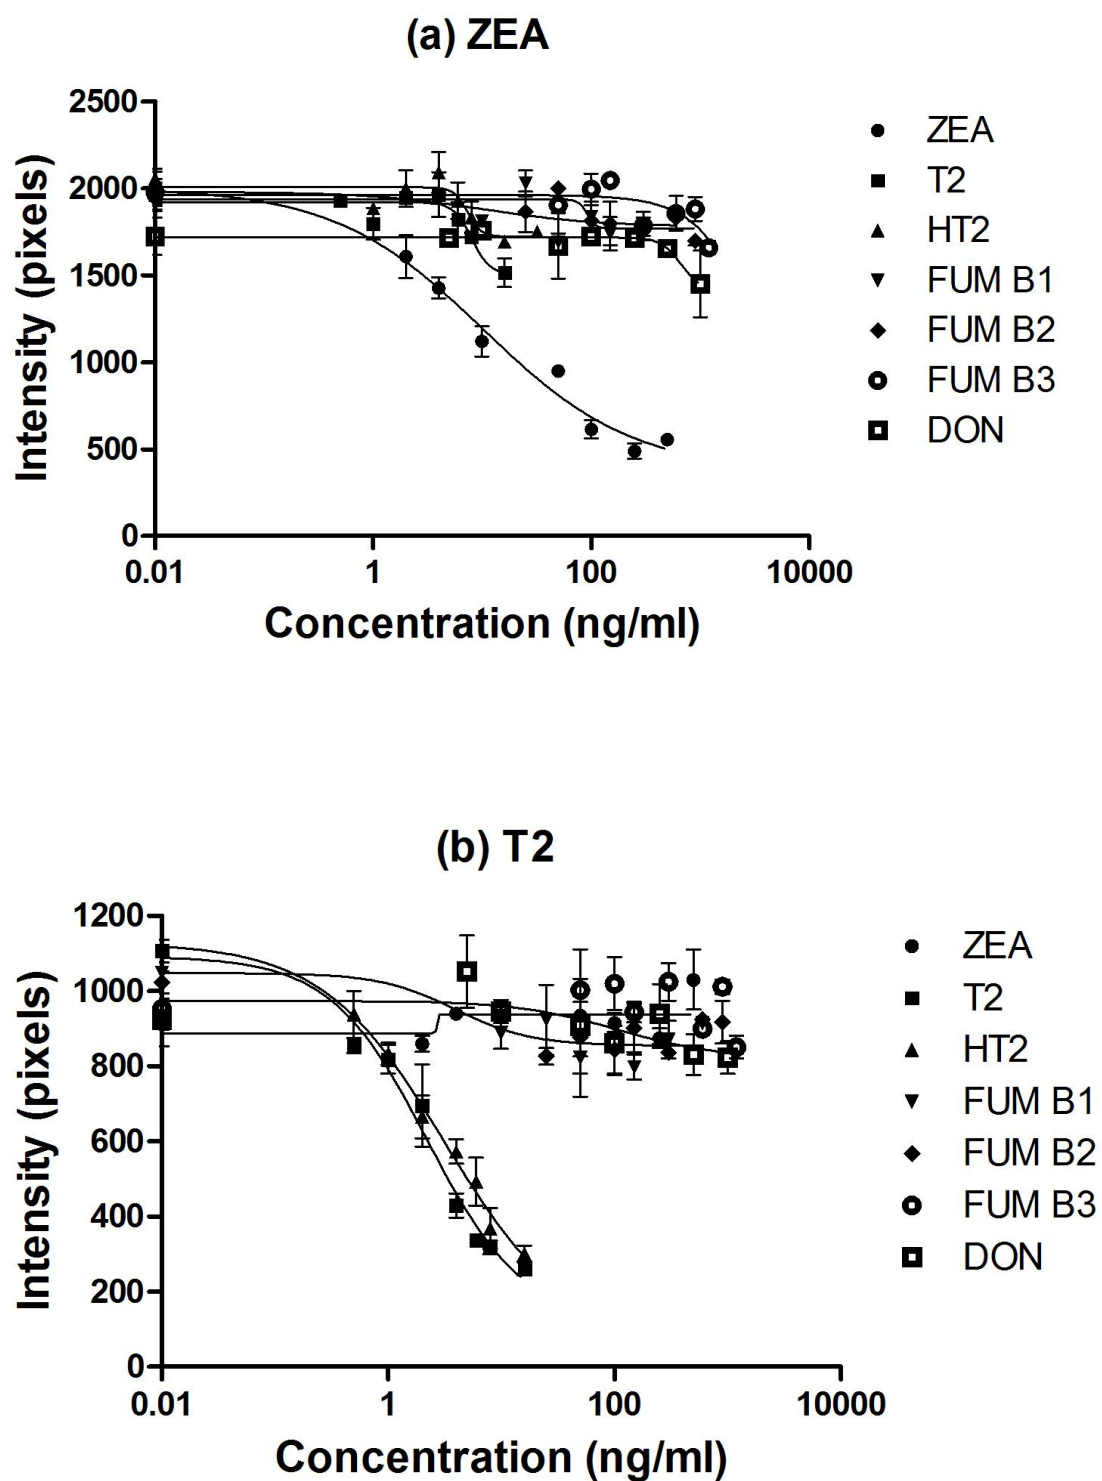 (a) ZEA
Intensity (pixels)
2500
2000
1500
1000
500
0
0.01 1 100 10000
Concentration (ng/ml)
ZEA
T2
HT2
FUM B1
FUM B2
FUM B3
DON
(b) T2
Intensity (pixels)
1200
1000
800
600
400
200
0
0.01 1 100 10000
Concentration (ng/ml)
ZEA
T2
HT2
FUM B1
FUM B2
FUM B3
DON